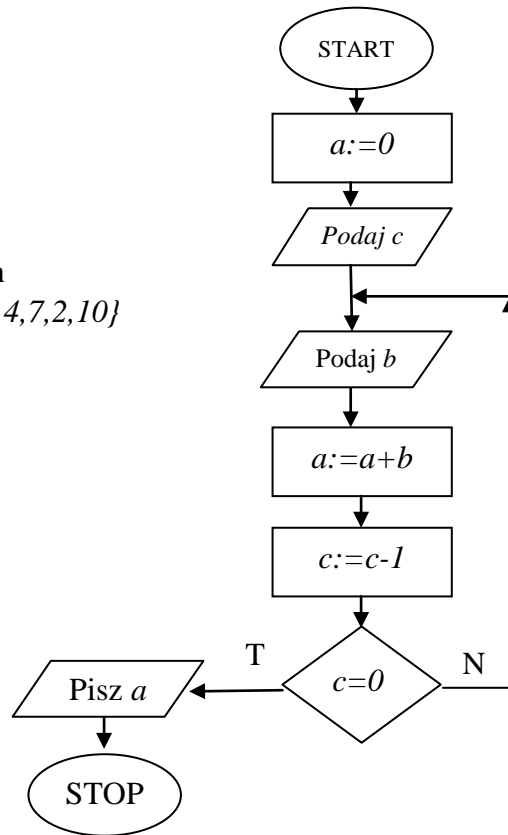 START
a:=0
Podaj c
4,7,2,10}
Podaj b
a:=a+b
c:=c-1
T
N
c=0
Pisz a
STOP